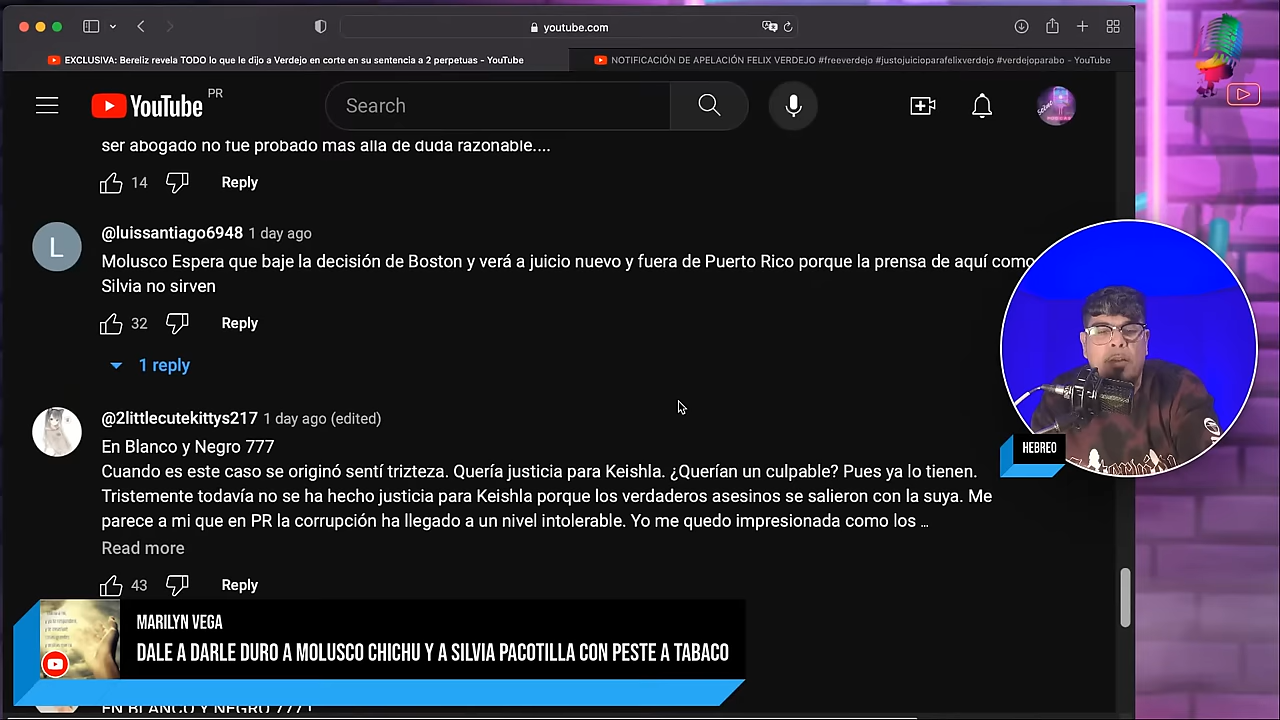 youtube.com
EXCLUSIVA: Bereliz revela TODO lo que le dijo a Verdejo en corte en su sentencia a 2 perpetuas - YouTube
NOTIFICACIÓN DE APELACIÓN FELIX VERDEJO #freeverdejo #justojuicioparafelixverdejo #verdejoparabo - YouTube
YouTube PR
Search
ser abogado no fue probado mas alla de duda razonable....
14 Reply
L
@luissantiago6948 1 day ago
Molusco Espera que baje la decisión de Boston y verá a juicio nuevo y fuera de Puerto Rico porque la prensa de aquí como
Silvia no sirven
32 Reply
1 reply
@2littlecutekittys217 1 day ago (edited)
En Blanco y Negro 777
Cuando es este caso se originó sentí trizteza. Quería justicia para Keishla. ¿Querían un culpable? Pues ya lo tienen.
Tristemente todavía no se ha hecho justicia para Keishla porque los verdaderos asesinos se salieron con la suya. Me
parece a mi que en PR la corrupción ha llegado a un nivel intolerable. Yo me quedo impresionada como los …
Read more
43 Reply
HEBREO
MARILYN VEGA
DALE A DARLE DURO A MOLUSCO CHICHU Y A SILVIA PACOTILLA CON PESTE A TABACO
EN BLANCO Y NEGRO 777!